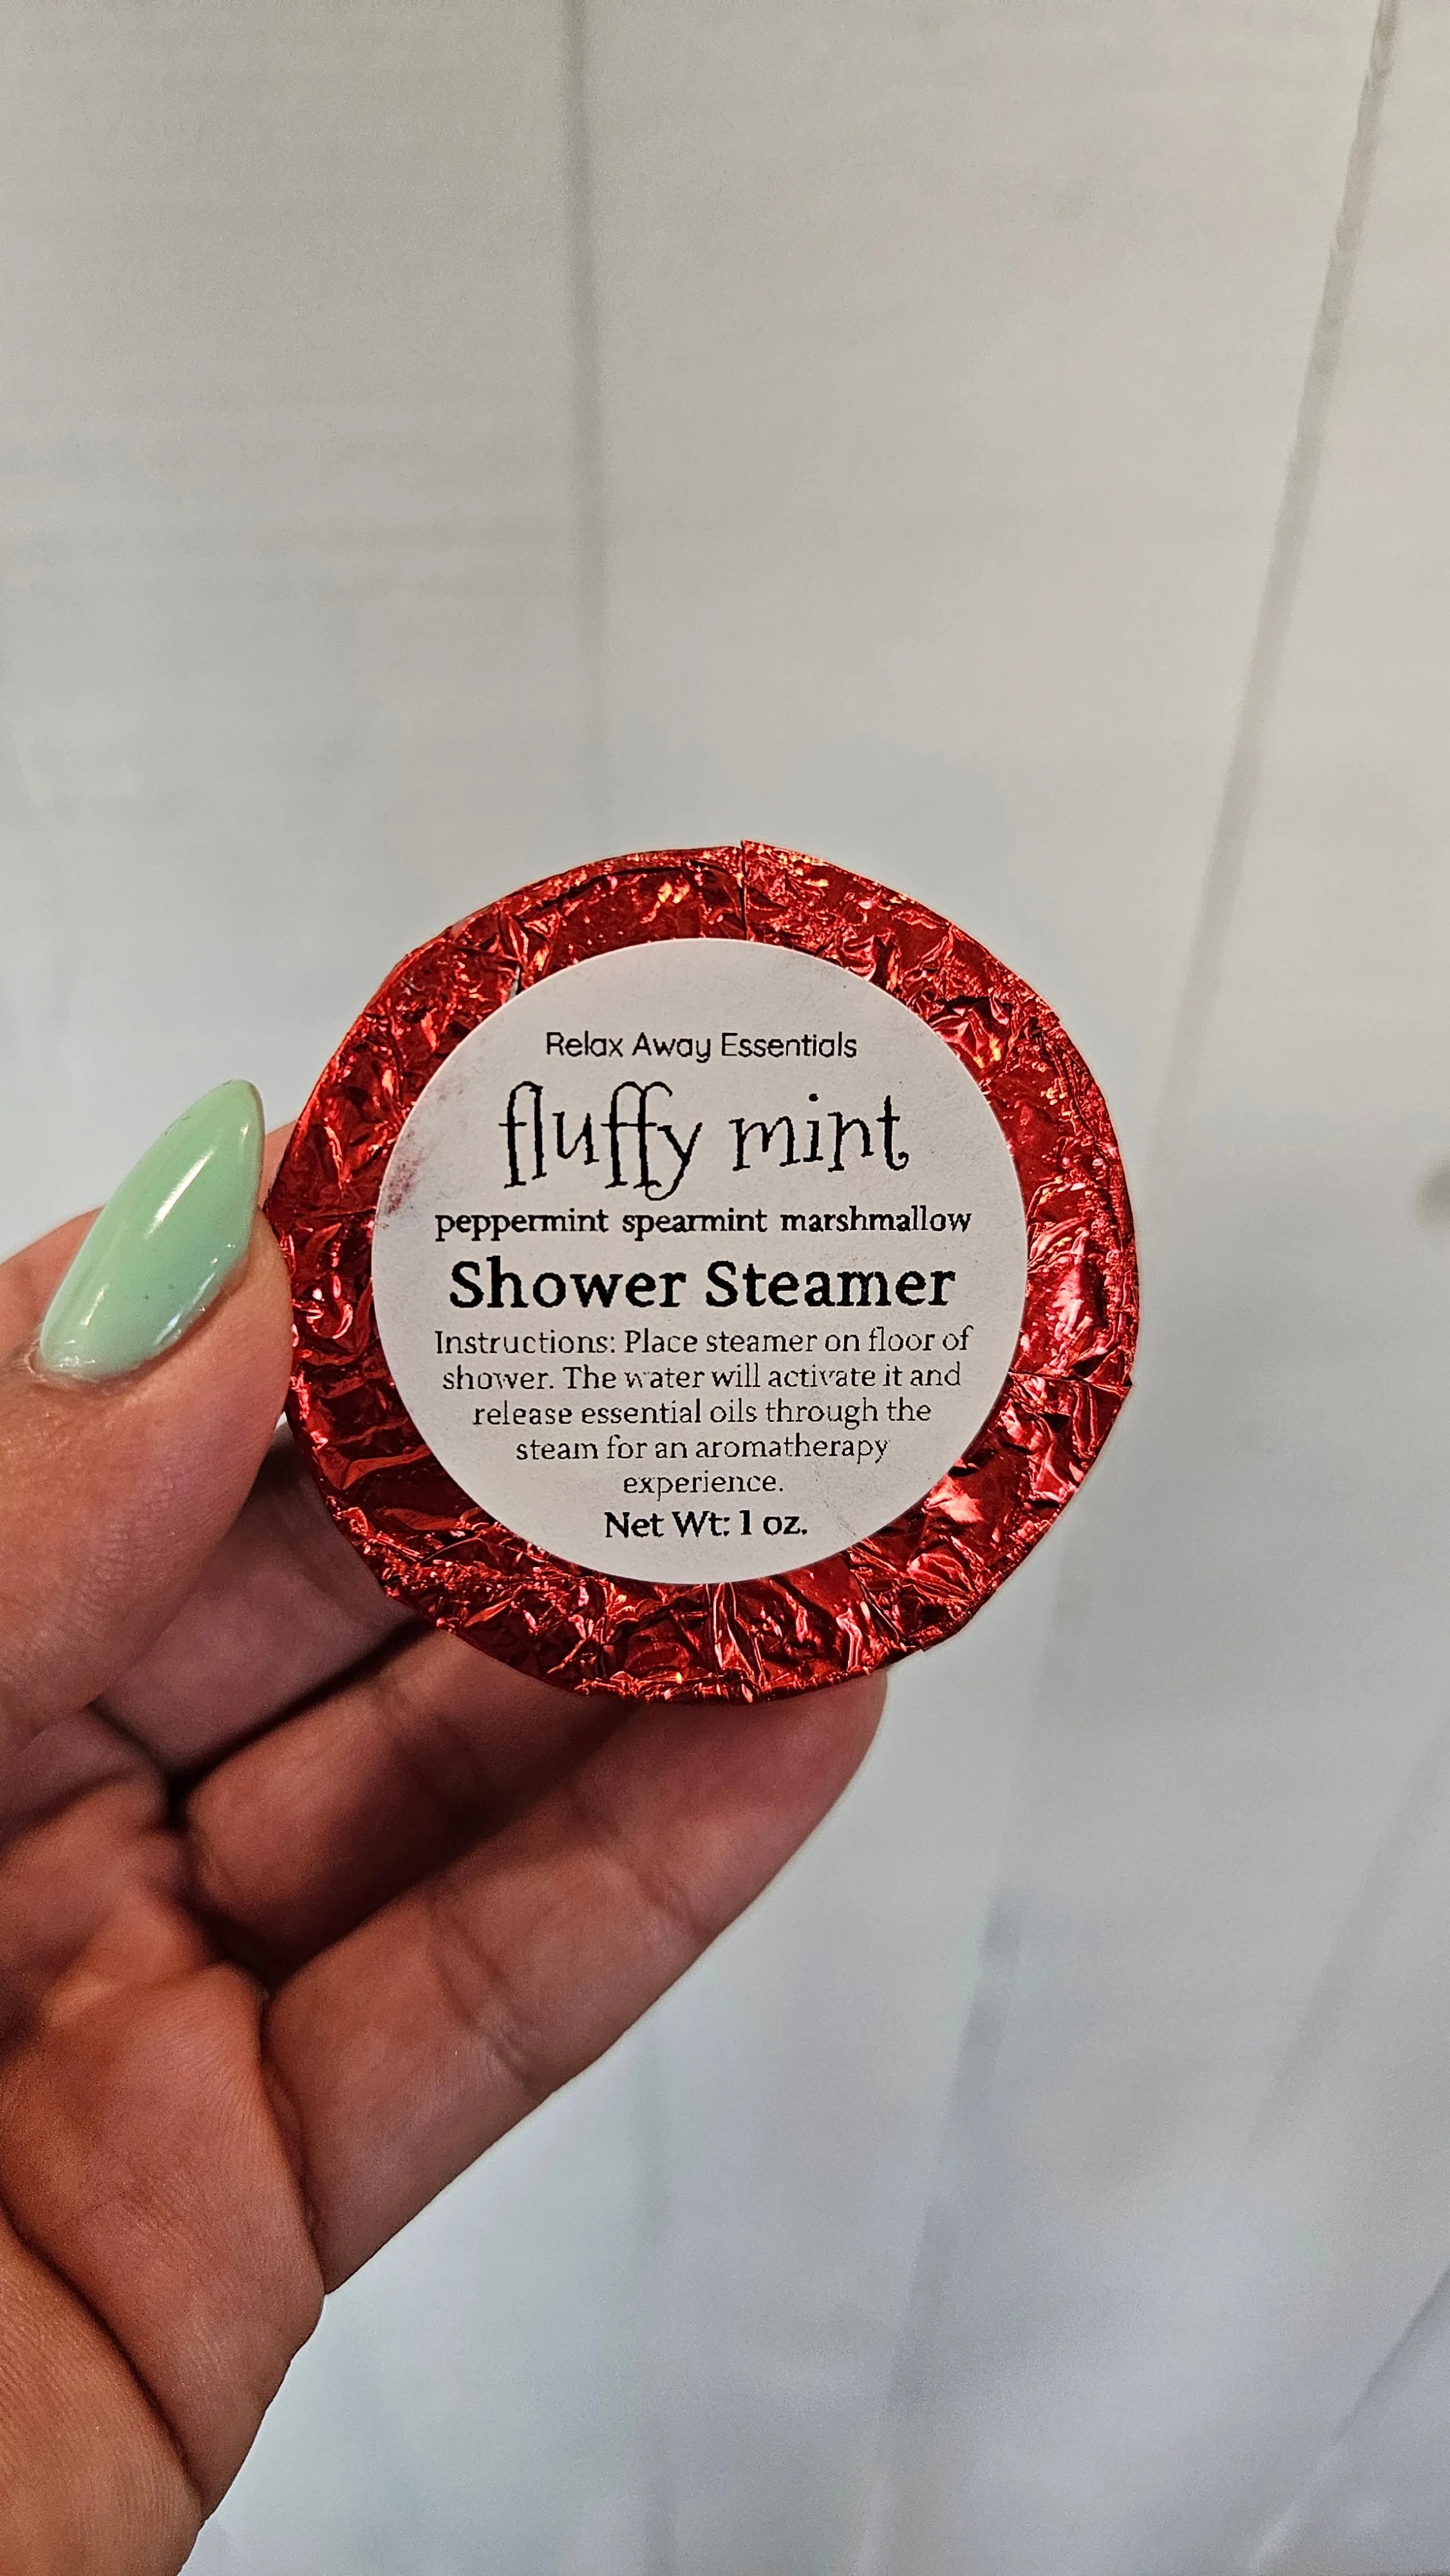 Relax Away Essentials
fluffy mint
peppermint spearmint marshmallow
Shower Steamer
Instructions: Place steamer on floor of
shower. The water will activate it and
release essential oils through the
steam for an aromatherapy
experience.
Net Wt: 1 oz.